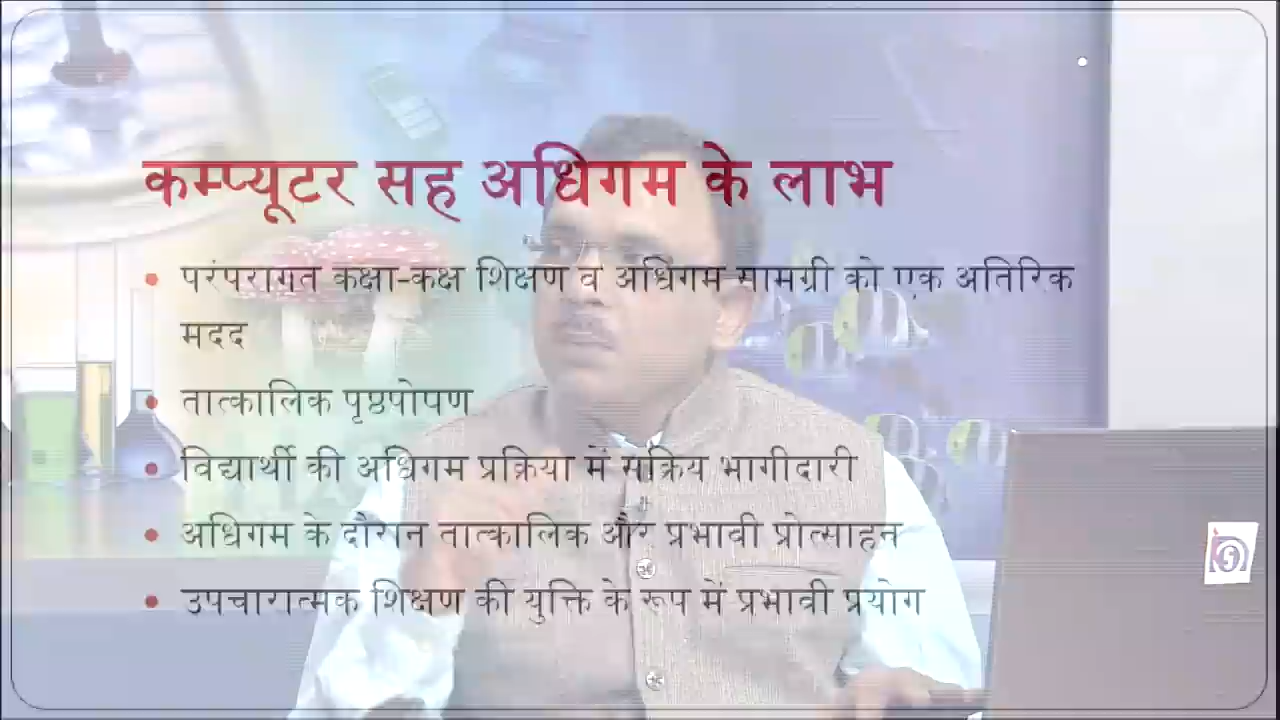 कम्प्यूटर सह अधिगम के लाभ
• परंपरागत कक्षा-कक्ष शिक्षण व अधिगम सामग्री को एक अतिरिक
मदद
• तात्कालिक पृष्ठपोषण
• विद्यार्थी की अधिगम प्रक्रिया में सक्रिय भागीदारी
• अधिगम के दौरान तात्कालिक और प्रभावी प्रोत्साहन
• उपचारात्मक शिक्षण की युक्ति के रूप में प्रभावी प्रयोग